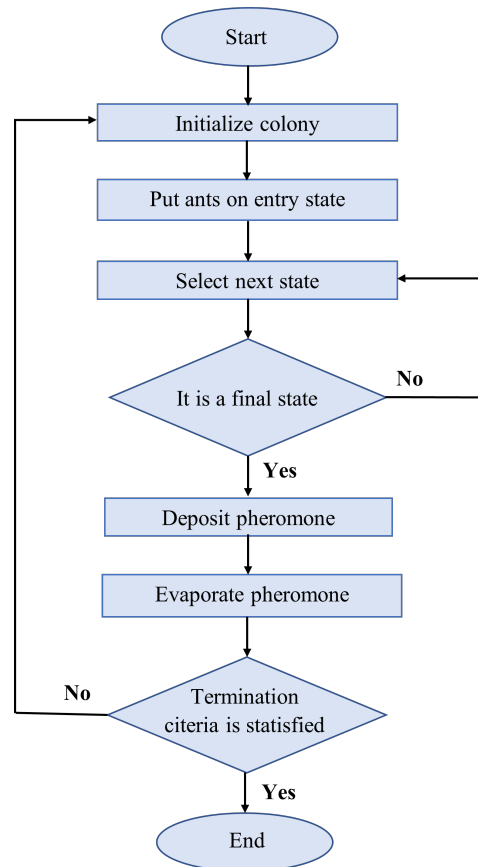 Start
Initialize colony
Put ants on entry state
Select next state
It is a final state
No
Yes
Deposit pheromone
Evaporate pheromone
No
Termination
citeria is statisfied
Yes
End